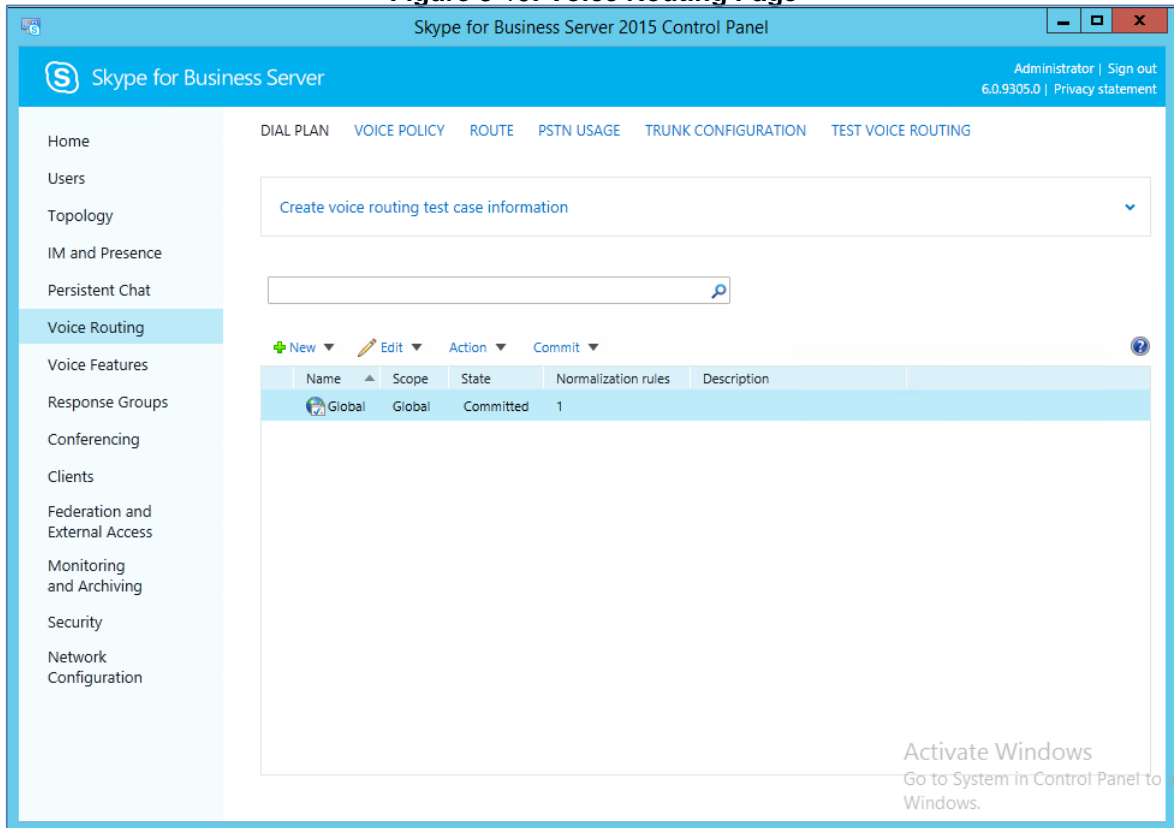 Skype for Business Server 2015 Control Panel
Skype for Business Server
Administrator | Sign out
6.0.9305.0 | Privacy statement
Home
Users
Topology
IM and Presence
Persistent Chat
Voice Routing
Voice Features
Response Groups
Conferencing
Clients
Federation and
External Access
Monitoring
and Archiving
Security
Network
Configuration
DIAL PLAN VOICE POLICY ROUTE PSTN USAGE TRUNK CONFIGURATION TEST VOICE ROUTING
Create voice routing test case information
New Edit Action Commit
Name Scope State Normalization rules Description
Global Global Committed 1
Activate Windows
Go to System in Control Panel to
Windows.